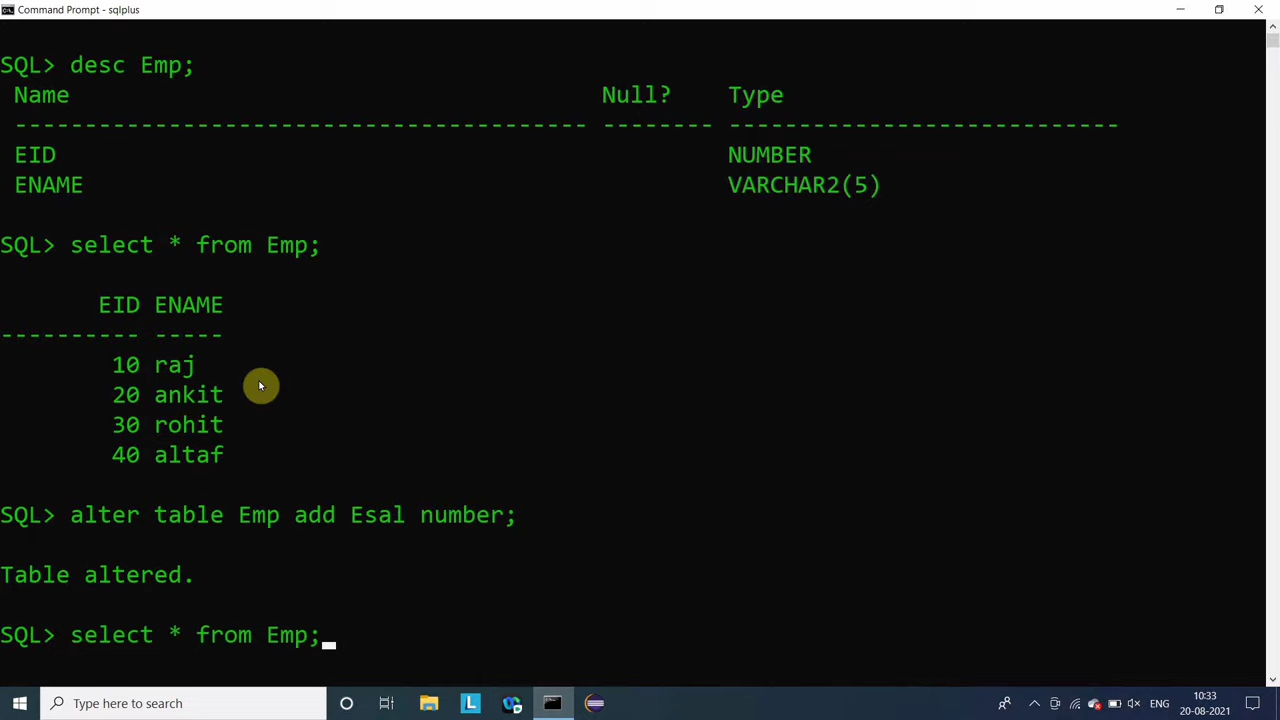 Command Prompt - sqlplus
SQL> desc Emp;
Name Null? Type
----------------------------------------- -------- ----------------------------
EID NUMBER
ENAME VARCHAR2(5)
SQL> select * from Emp;
EID ENAME
---------- -----
10 raj
20 ankit
30 rohit
40 altaf
SQL> alter table Emp add Esal number;
Table altered.
SQL> select * from Emp;
Type here to search
L
ENG
10:33
20-08-2021